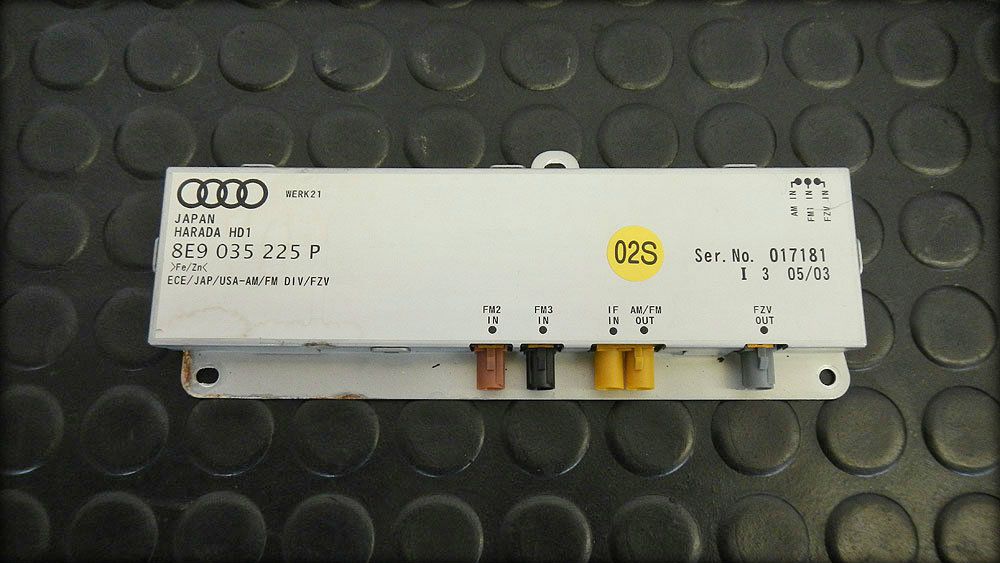 WERK21
JAPAN
HARADA HD1
8E9 035 225 P
>Fe/Zn<
ECE/JAP/USA-AM/FM DIV/FZV
02S
Ser.No. 017181
I 3 05/03
AM IN
FM1 IN
FZV IN
FM2 IN
FM3 IN
IF IN
AM/FM OUT
FZV OUT